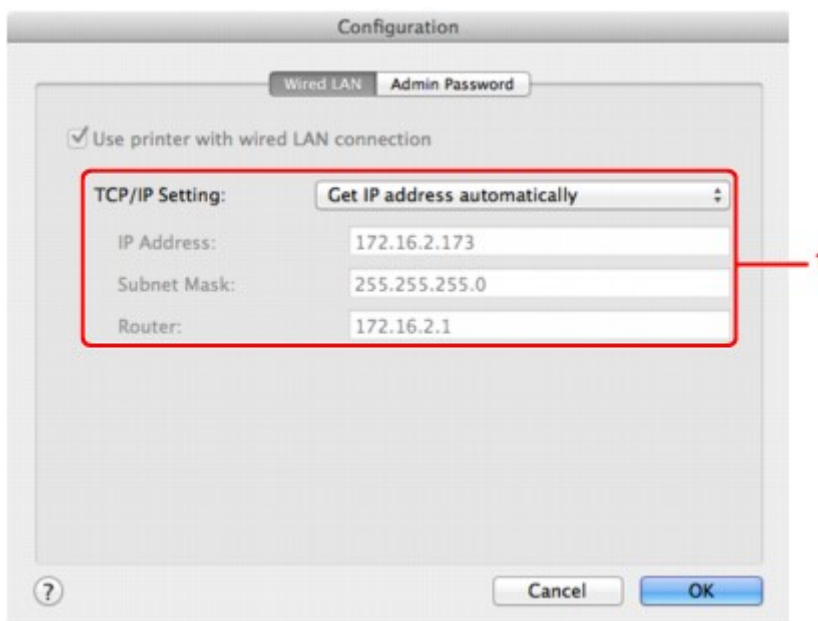 Configuration
Wired LAN Admin Password
Use printer with wired LAN connection
TCP/IP Setting: Get IP address automatically
IP Address: 172.16.2.173
Subnet Mask: 255.255.255.0
Router: 172.16.2.1
? Cancel OK